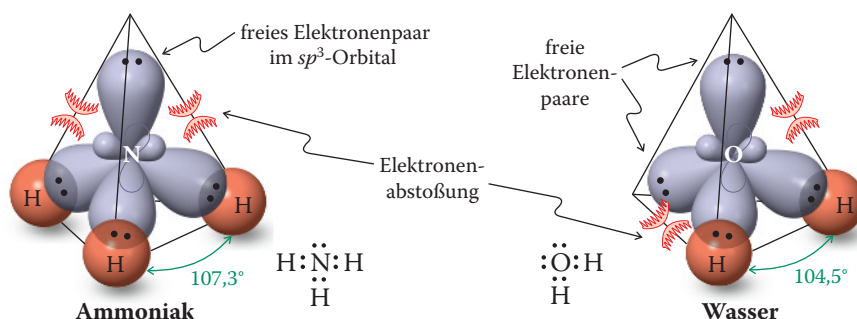 freies Elektronenpaar
im sp³-Orbital
freie
Elektronen-
paare
Elektronen-
abstoßung
N
H
H
H
107,3°
H:N:H
H
Ammoniak
O
H
H
104,5°
:O:H
H
Wasser